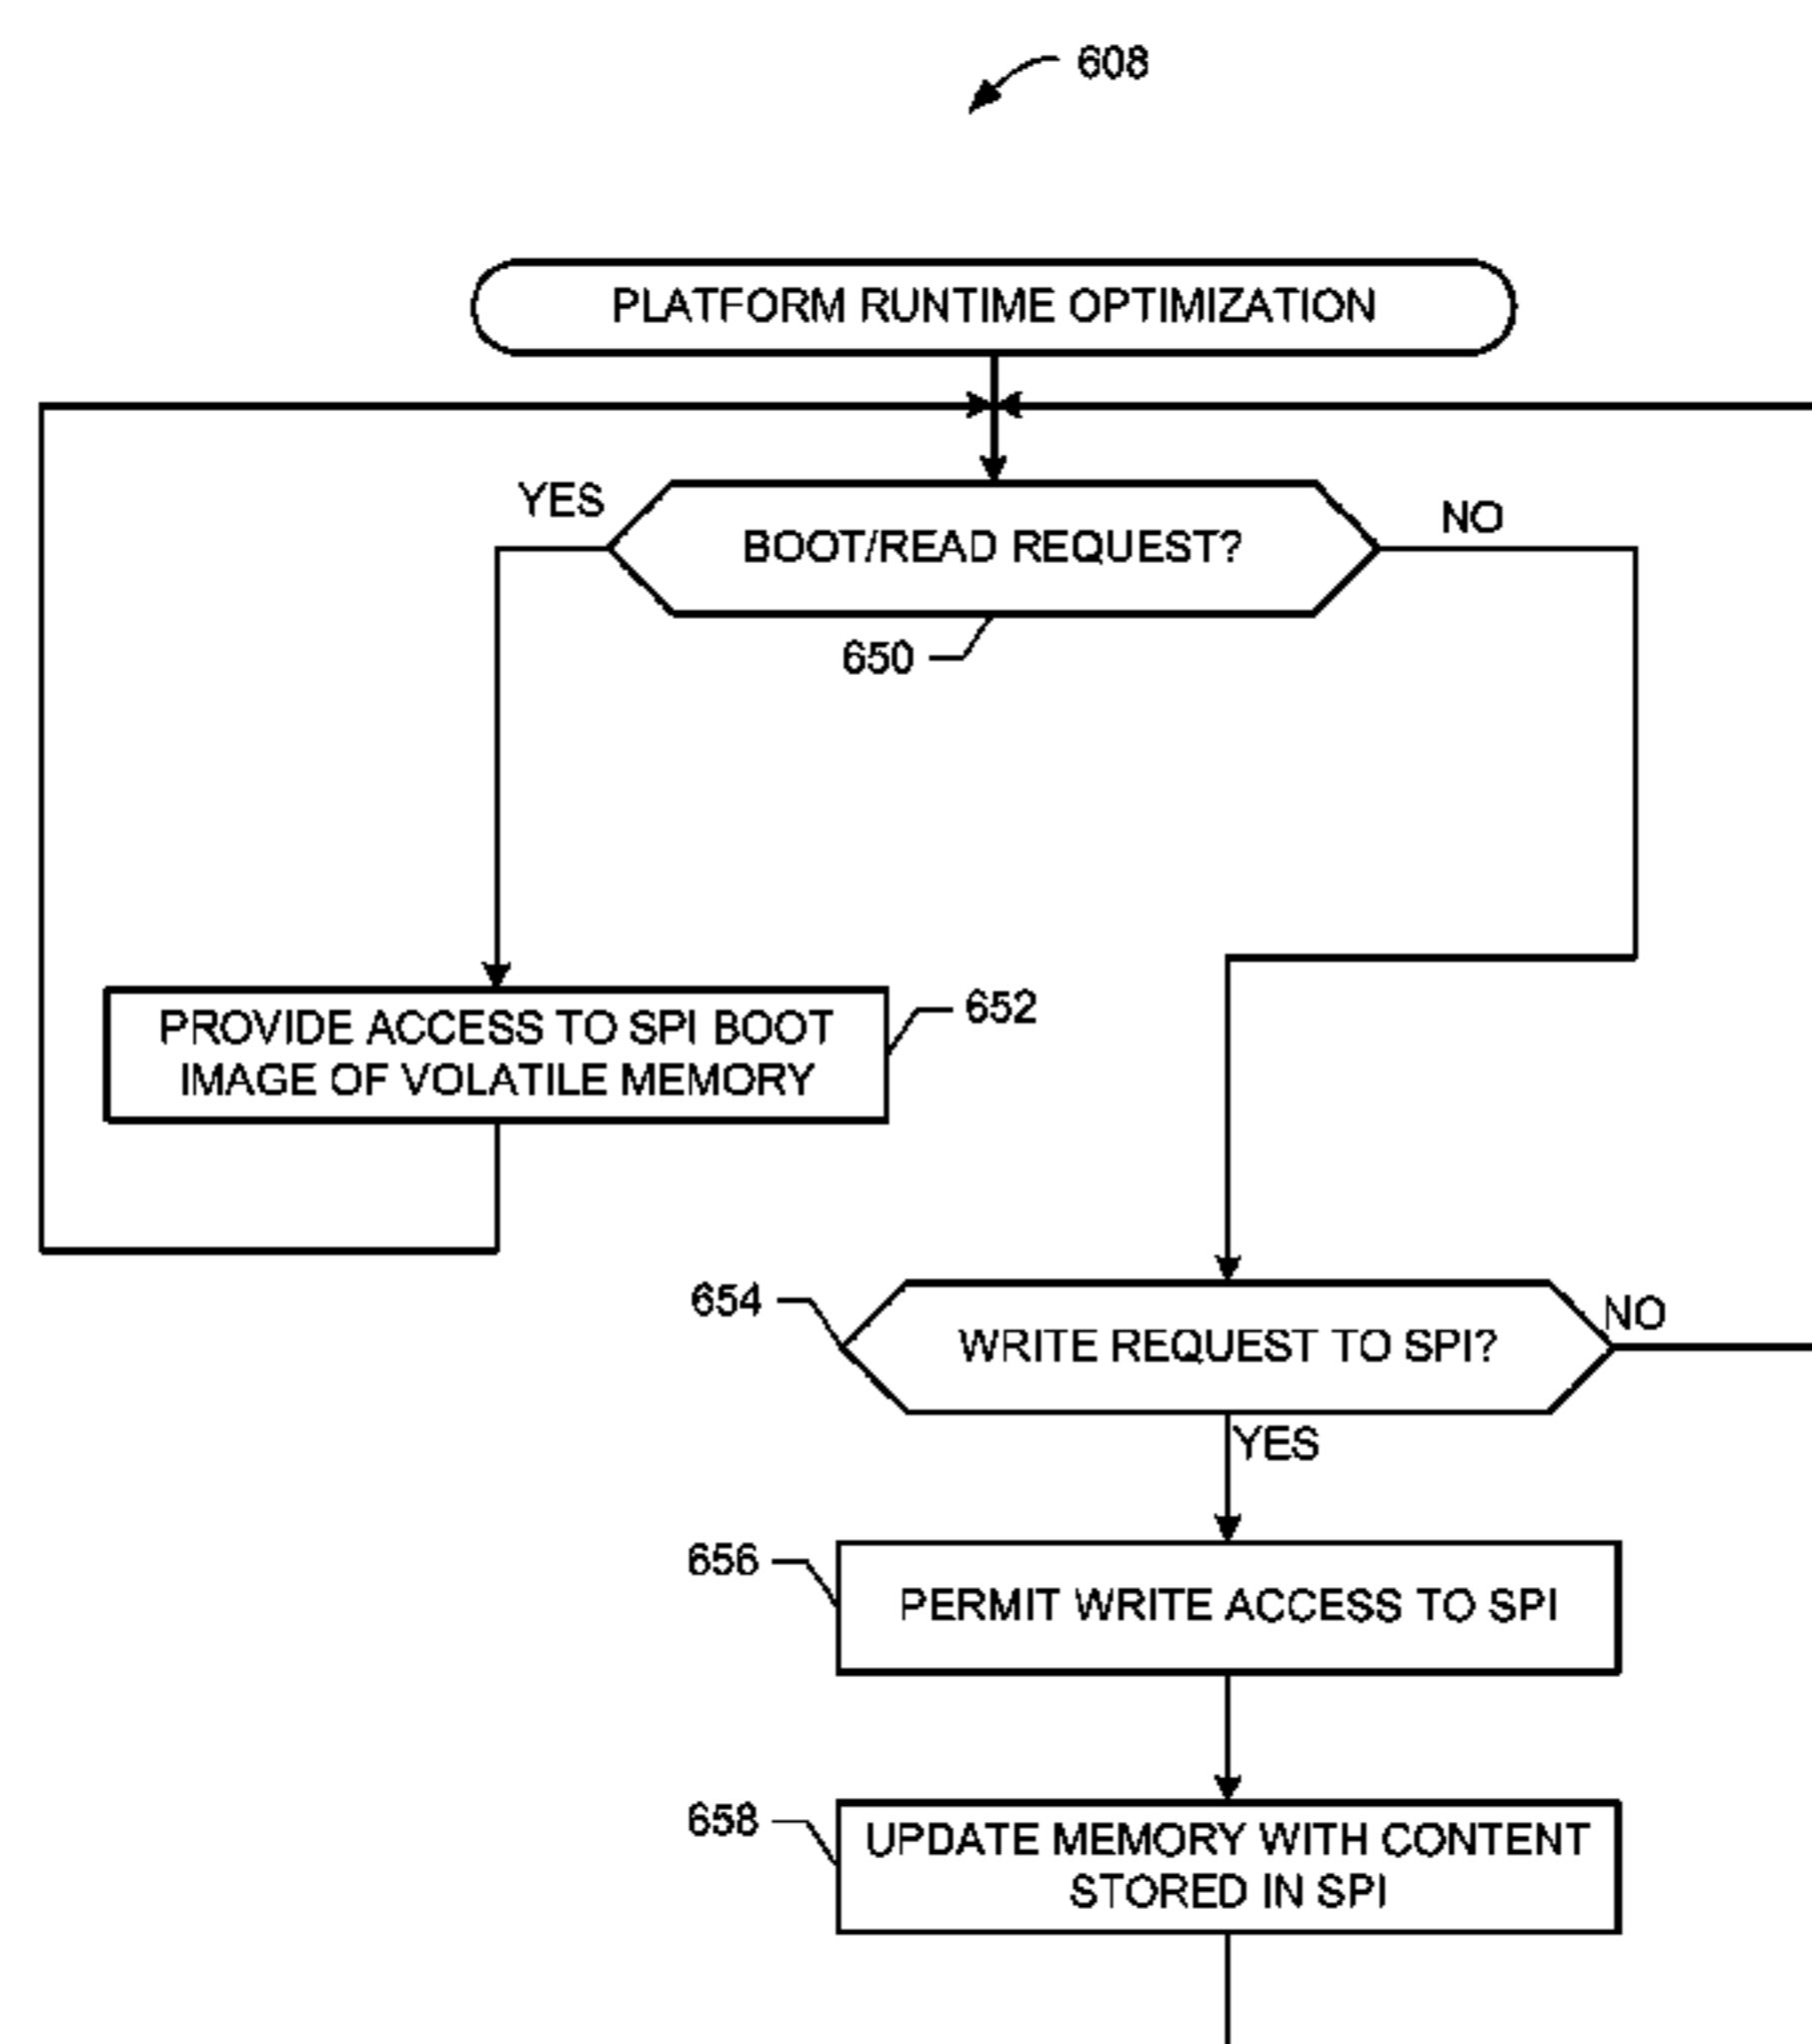 608
PLATFORM RUNTIME OPTIMIZATION
YES
NO
BOOT/READ REQUEST?
650
PROVIDE ACCESS TO SPI BOOT
IMAGE OF VOLATILE MEMORY
652
654
WRITE REQUEST TO SPI?
NO
YES
656
PERMIT WRITE ACCESS TO SPI
658
UPDATE MEMORY WITH CONTENT
STORED IN SPI